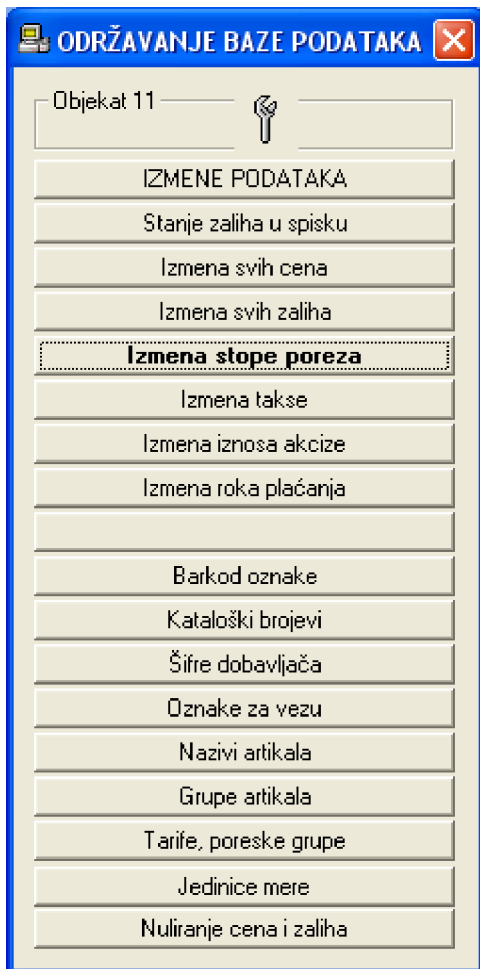 ODRŽAVANJE BAZE PODATAKA
Objekat 11
IZMENE PODATAKA
Stanje zaliha u spisku
Izmena svih cena
Izmena svih zaliha
Izmena stope poreza
Izmena takse
Izmena iznosa akcize
Izmena roka plaćanja
Barkod oznake
Kataloški brojevi
Šifre dobavljača
Oznake za vezu
Nazivi artikala
Grupe artikala
Tarife, poreske grupe
Jedinice mere
Nuliranje cena i zaliha